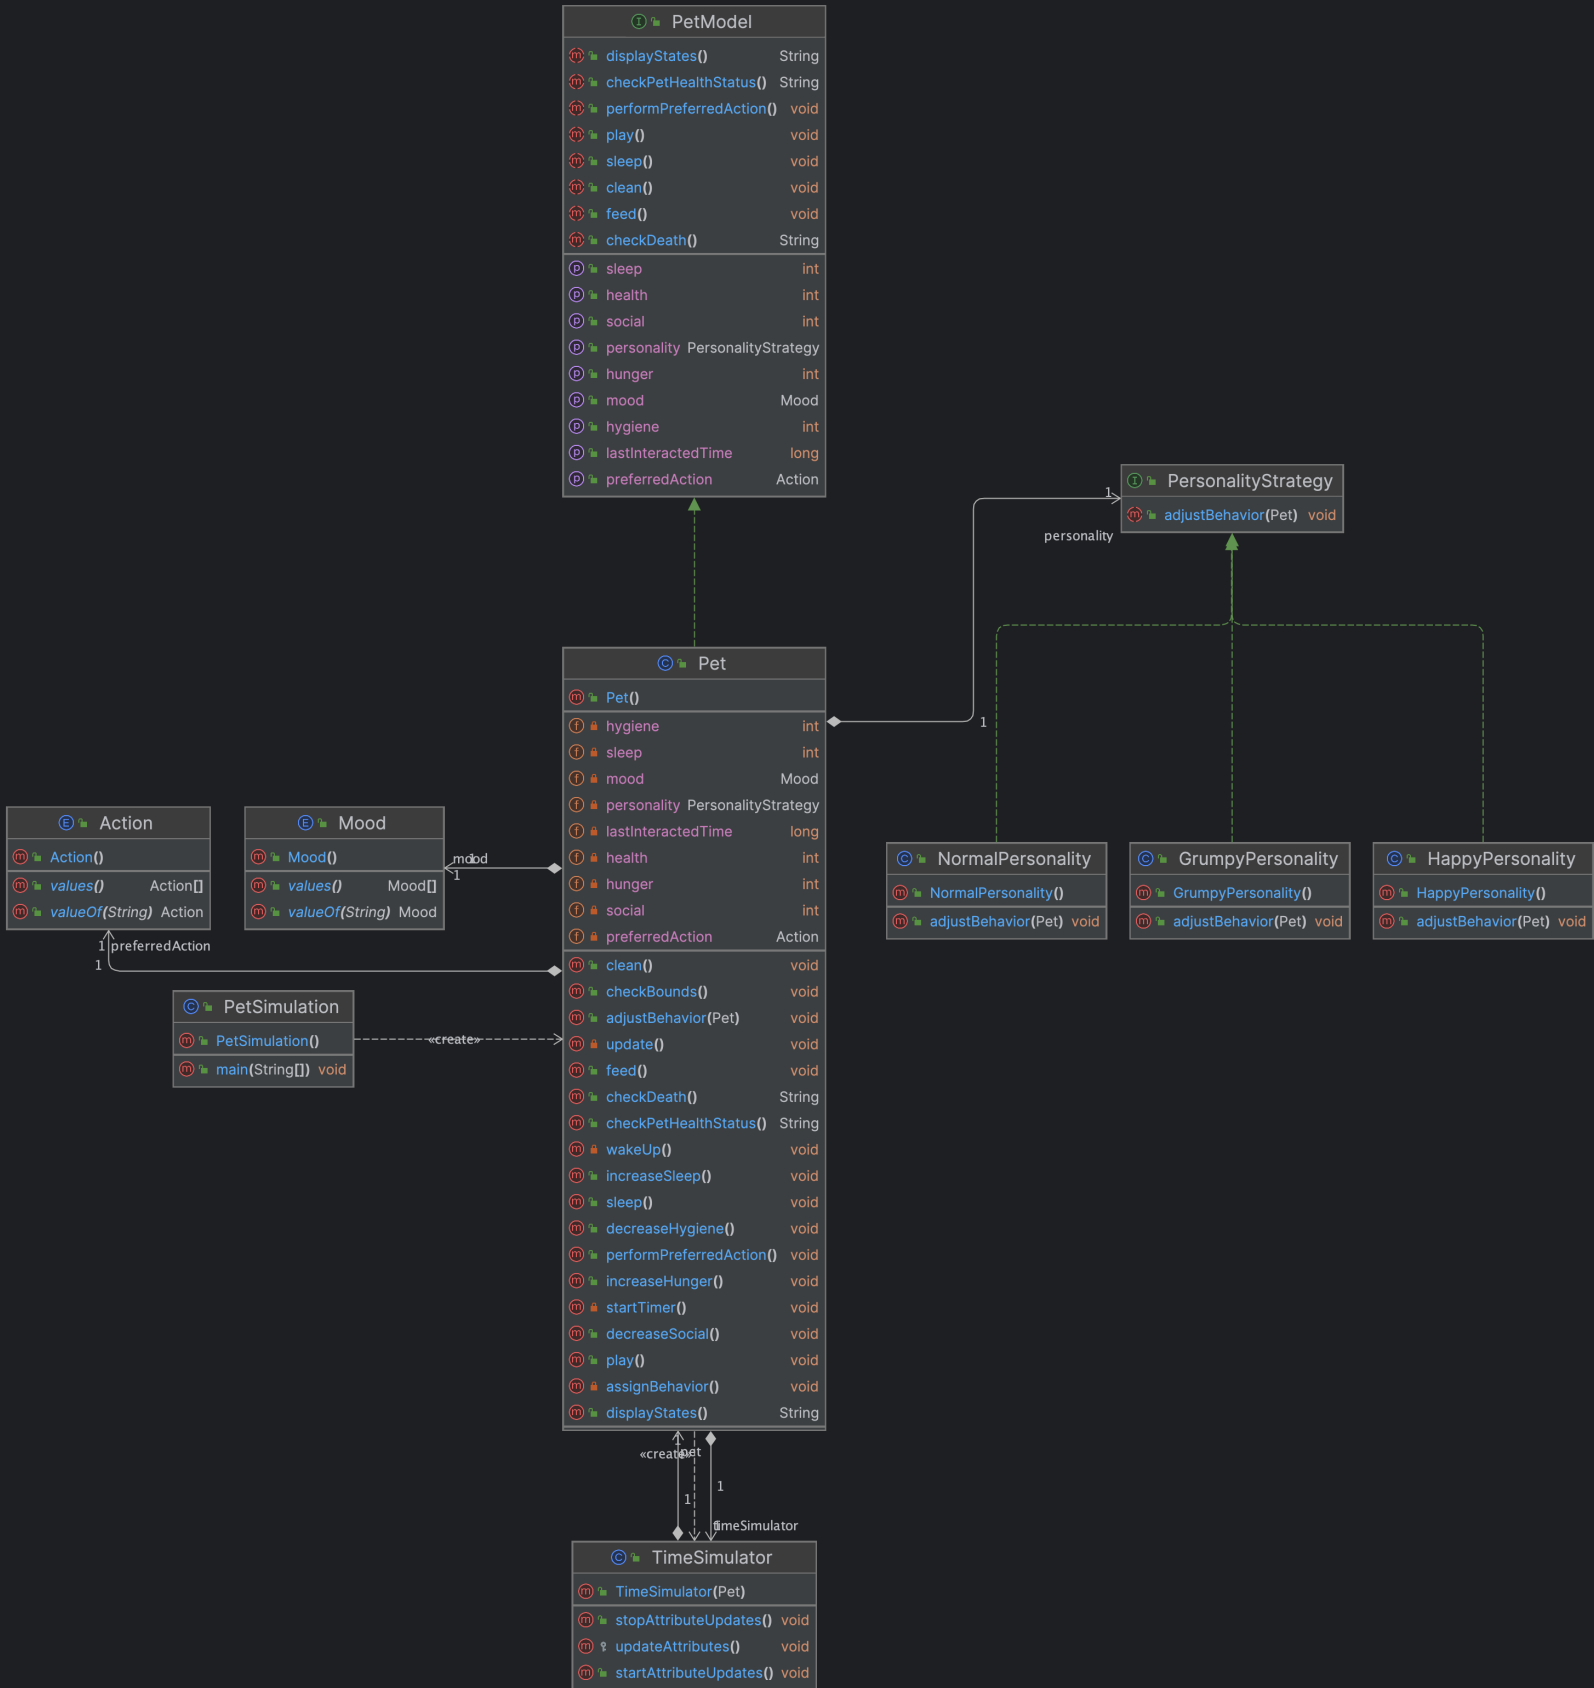 PetModel
displayStates() String
checkPetHealthStatus() String
performPreferredAction() void
play() void
sleep() void
clean() void
feed() void
checkDeath() String
sleep int
health int
social int
personality PersonalityStrategy
hunger int
mood Mood
hygiene int
lastInteractedTime long
preferredAction Action
PersonalityStrategy
adjustBehavior(Pet) void
1
personality
1
Pet
Pet()
hygiene int
sleep int
mood Mood
personality PersonalityStrategy
lastInteractedTime long
health int
hunger int
social int
preferredAction Action
clean() void
checkBounds() void
adjustBehavior(Pet) void
update() void
feed() void
checkDeath() String
checkPetHealthStatus() String
wakeUp() void
increaseSleep() void
sleep() void
decreaseHygiene() void
performPreferredAction() void
increaseHunger() void
startTimer() void
decreaseSocial() void
play() void
assignBehavior() void
displayStates() String
Action
Action()
values() Action[]
valueOf(String) Action
Mood
Mood()
values() Mood[]
valueOf(String) Mood
mood
1
1
1 preferredAction
1
NormalPersonality
NormalPersonality()
adjustBehavior(Pet) void
GrumpyPersonality
GrumpyPersonality()
adjustBehavior(Pet) void
HappyPersonality
HappyPersonality()
adjustBehavior(Pet) void
PetSimulation
PetSimulation()
main(String[]) void
«create»
1
«create»
pet
1
1
timeSimulator
TimeSimulator
TimeSimulator(Pet)
stopAttributeUpdates() void
updateAttributes() void
startAttributeUpdates() void